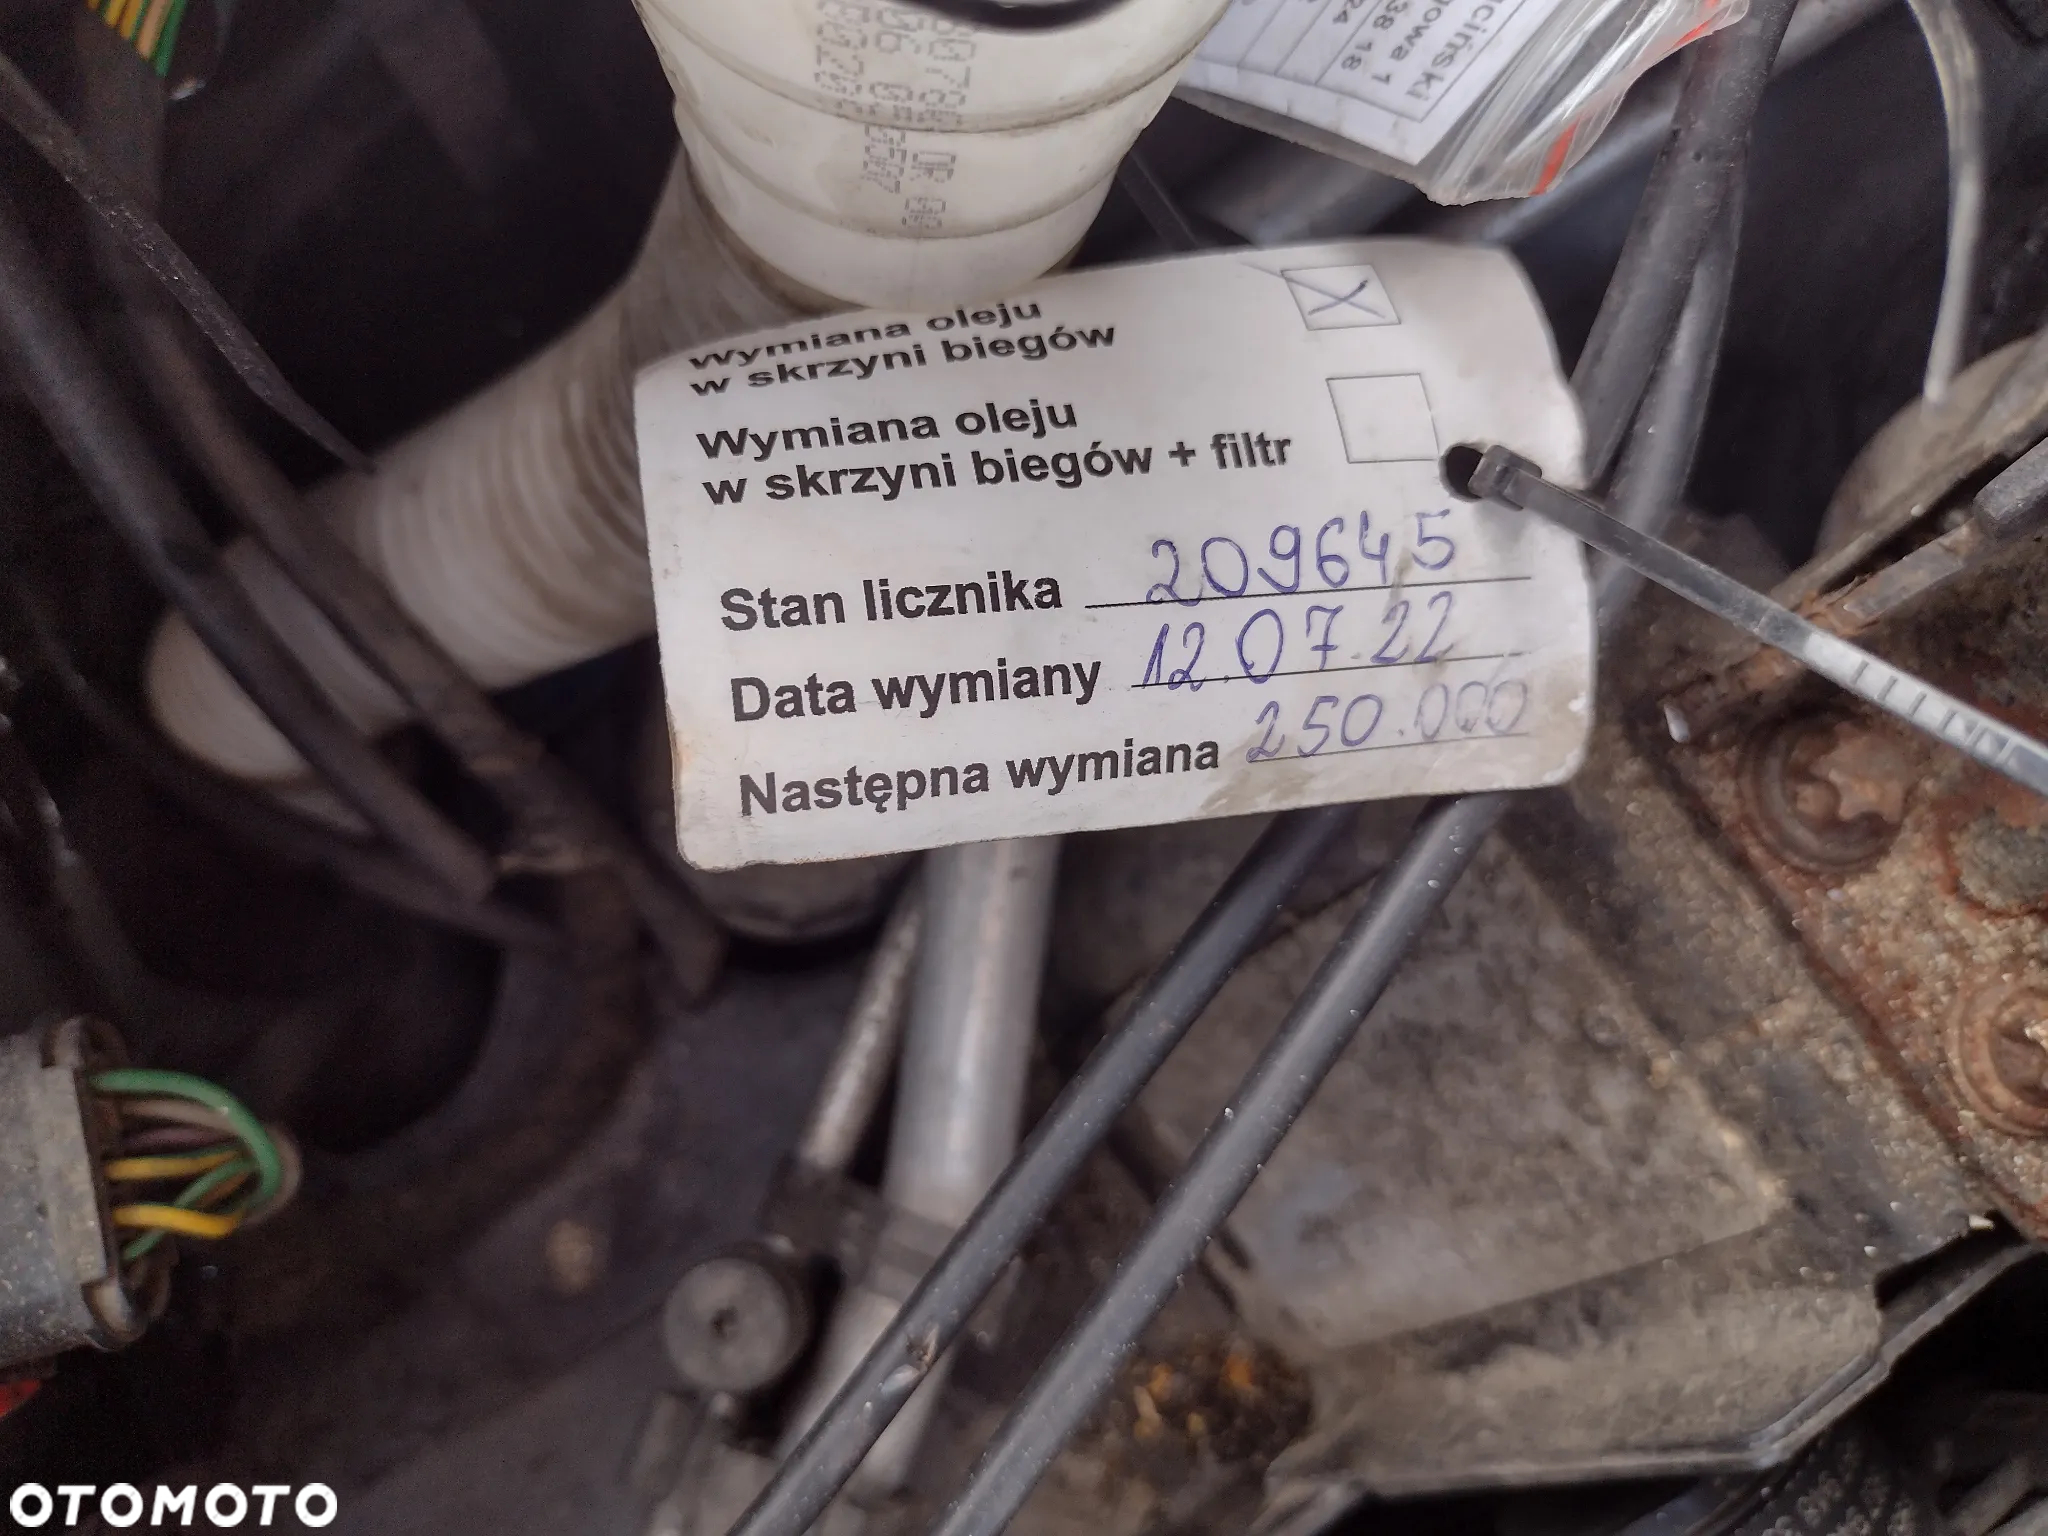 Wymiana oleju
w skrzyni biegów
X
Wymiana oleju
w skrzyni biegów + filtr
Stan licznika 209645
Data wymiany 12.07.22
Następna wymiana 250.000
OTOMOTO